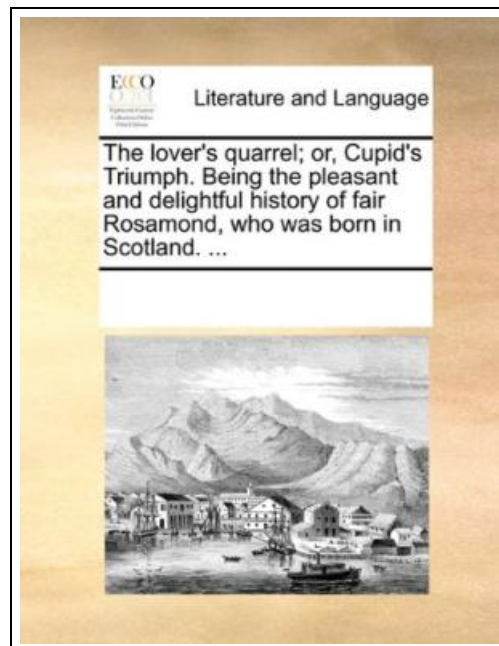 ECCO
Literature and Language
The lover's quarrel; or, Cupid's
Triumph. Being the pleasant
and delightful history of fair
Rosamond, who was born in
Scotland. ...